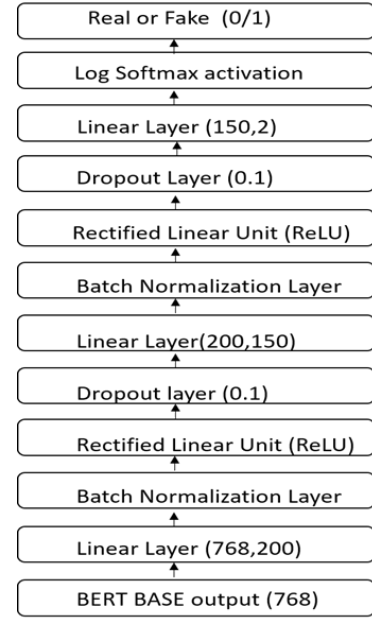 Real or Fake (0/1)
Log Softmax activation
Linear Layer (150,2)
Dropout Layer (0.1)
Rectified Linear Unit (ReLU)
Batch Normalization Layer
Linear Layer(200,150)
Dropout layer (0.1)
Rectified Linear Unit (ReLU)
Batch Normalization Layer
Linear Layer (768,200)
BERT BASE output (768)